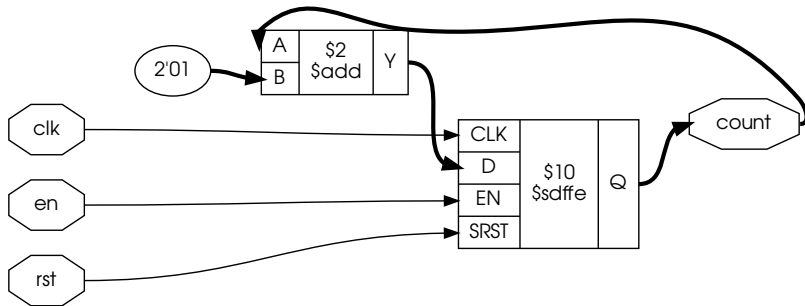 2'01
A
B
$2
$add
Y
clk
en
rst
CLK
D
EN
SRST
$10
$sdffe
Q
count